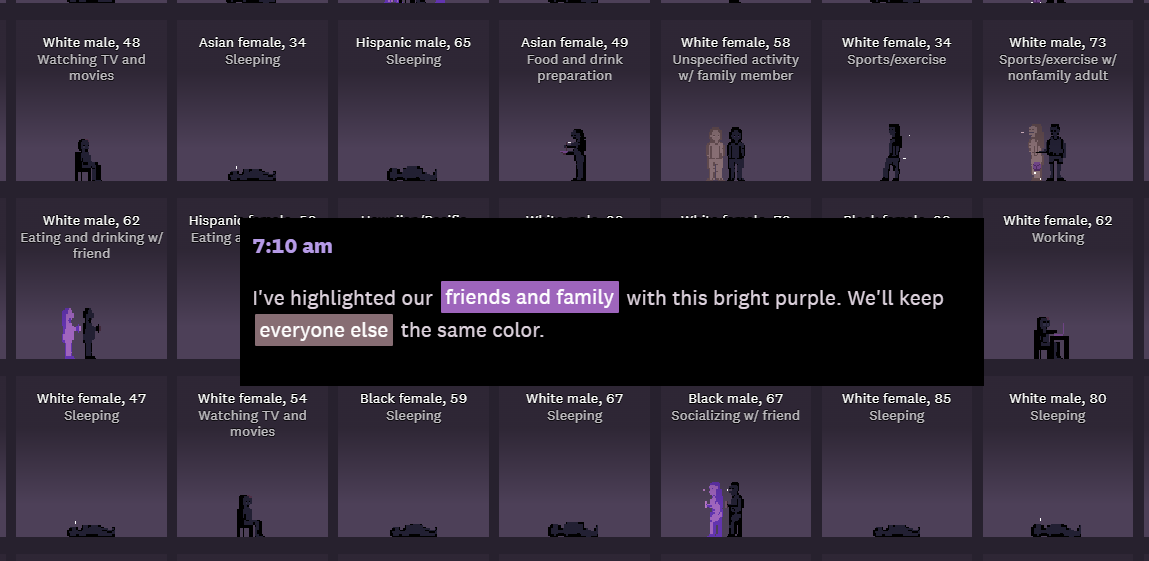 White male, 48
Watching TV and
movies
Asian female, 34
Sleeping
Hispanic male, 65
Sleeping
Asian female, 49
Food and drink
preparation
White female, 58
Unspecified activity
w/ family member
White female, 34
Sports/exercise
White male, 73
Sports/exercise w/
nonfamily adult
White male, 62
Eating and drinking w/
friend
Hispanic
Eating
White female, 62
Working
7:10 am
I've highlighted our friends and family with this bright purple. We'll keep
everyone else the same color.
White female, 47
Sleeping
White female, 54
Watching TV and
movies
Black female, 59
Sleeping
White male, 67
Sleeping
Black male, 67
Socializing w/ friend
White female, 85
Sleeping
White male, 80
Sleeping